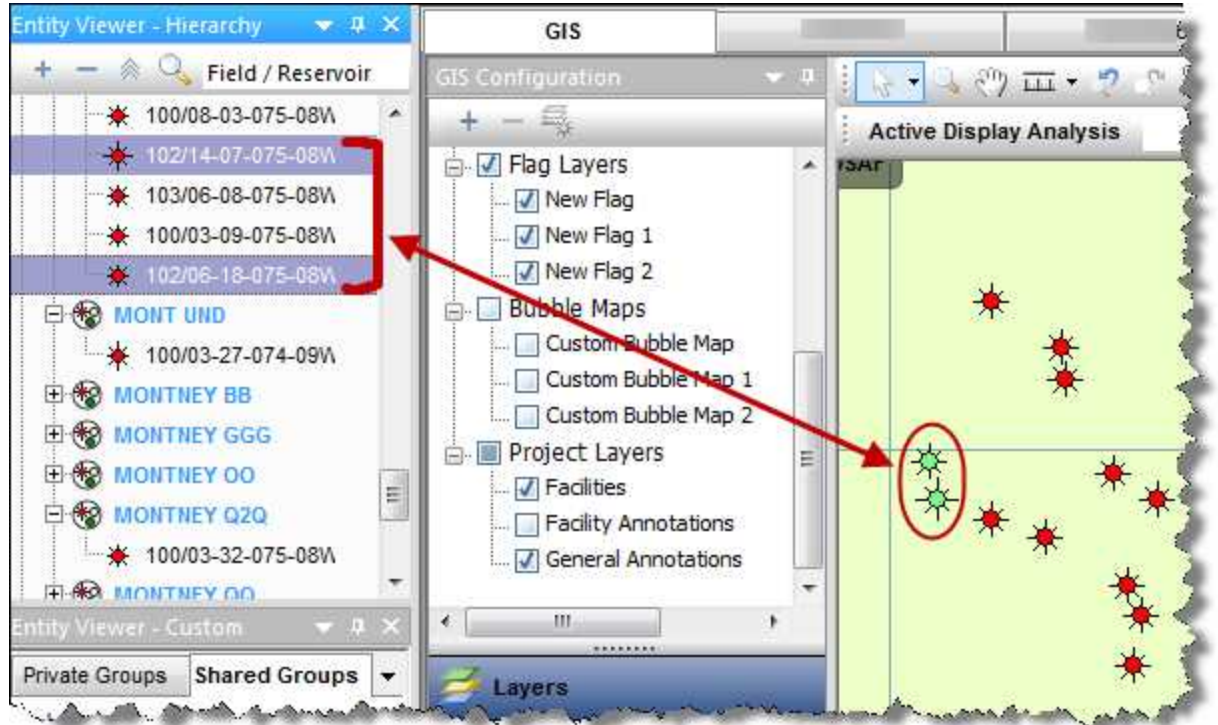 Entity Viewer - Hierarchy
Field / Reservoir
100/08-03-075-08W
102/14-07-075-08W
103/06-08-075-08W
100/03-09-075-08W
102/06-18-075-08W
MONT UND
100/03-27-074-09W
MONTNEY BB
MONTNEY GGG
MONTNEY OO
MONTNEY Q2Q
100/03-32-075-08W
MONTNEY QQ
Entity Viewer - Custom
Private Groups
Shared Groups
GIS
GIS Configuration
Flag Layers
New Flag
New Flag 1
New Flag 2
Bubble Maps
Custom Bubble Map
Custom Bubble Map 1
Custom Bubble Map 2
Project Layers
Facilities
Facility Annotations
General Annotations
Layers
Active Display Analysis